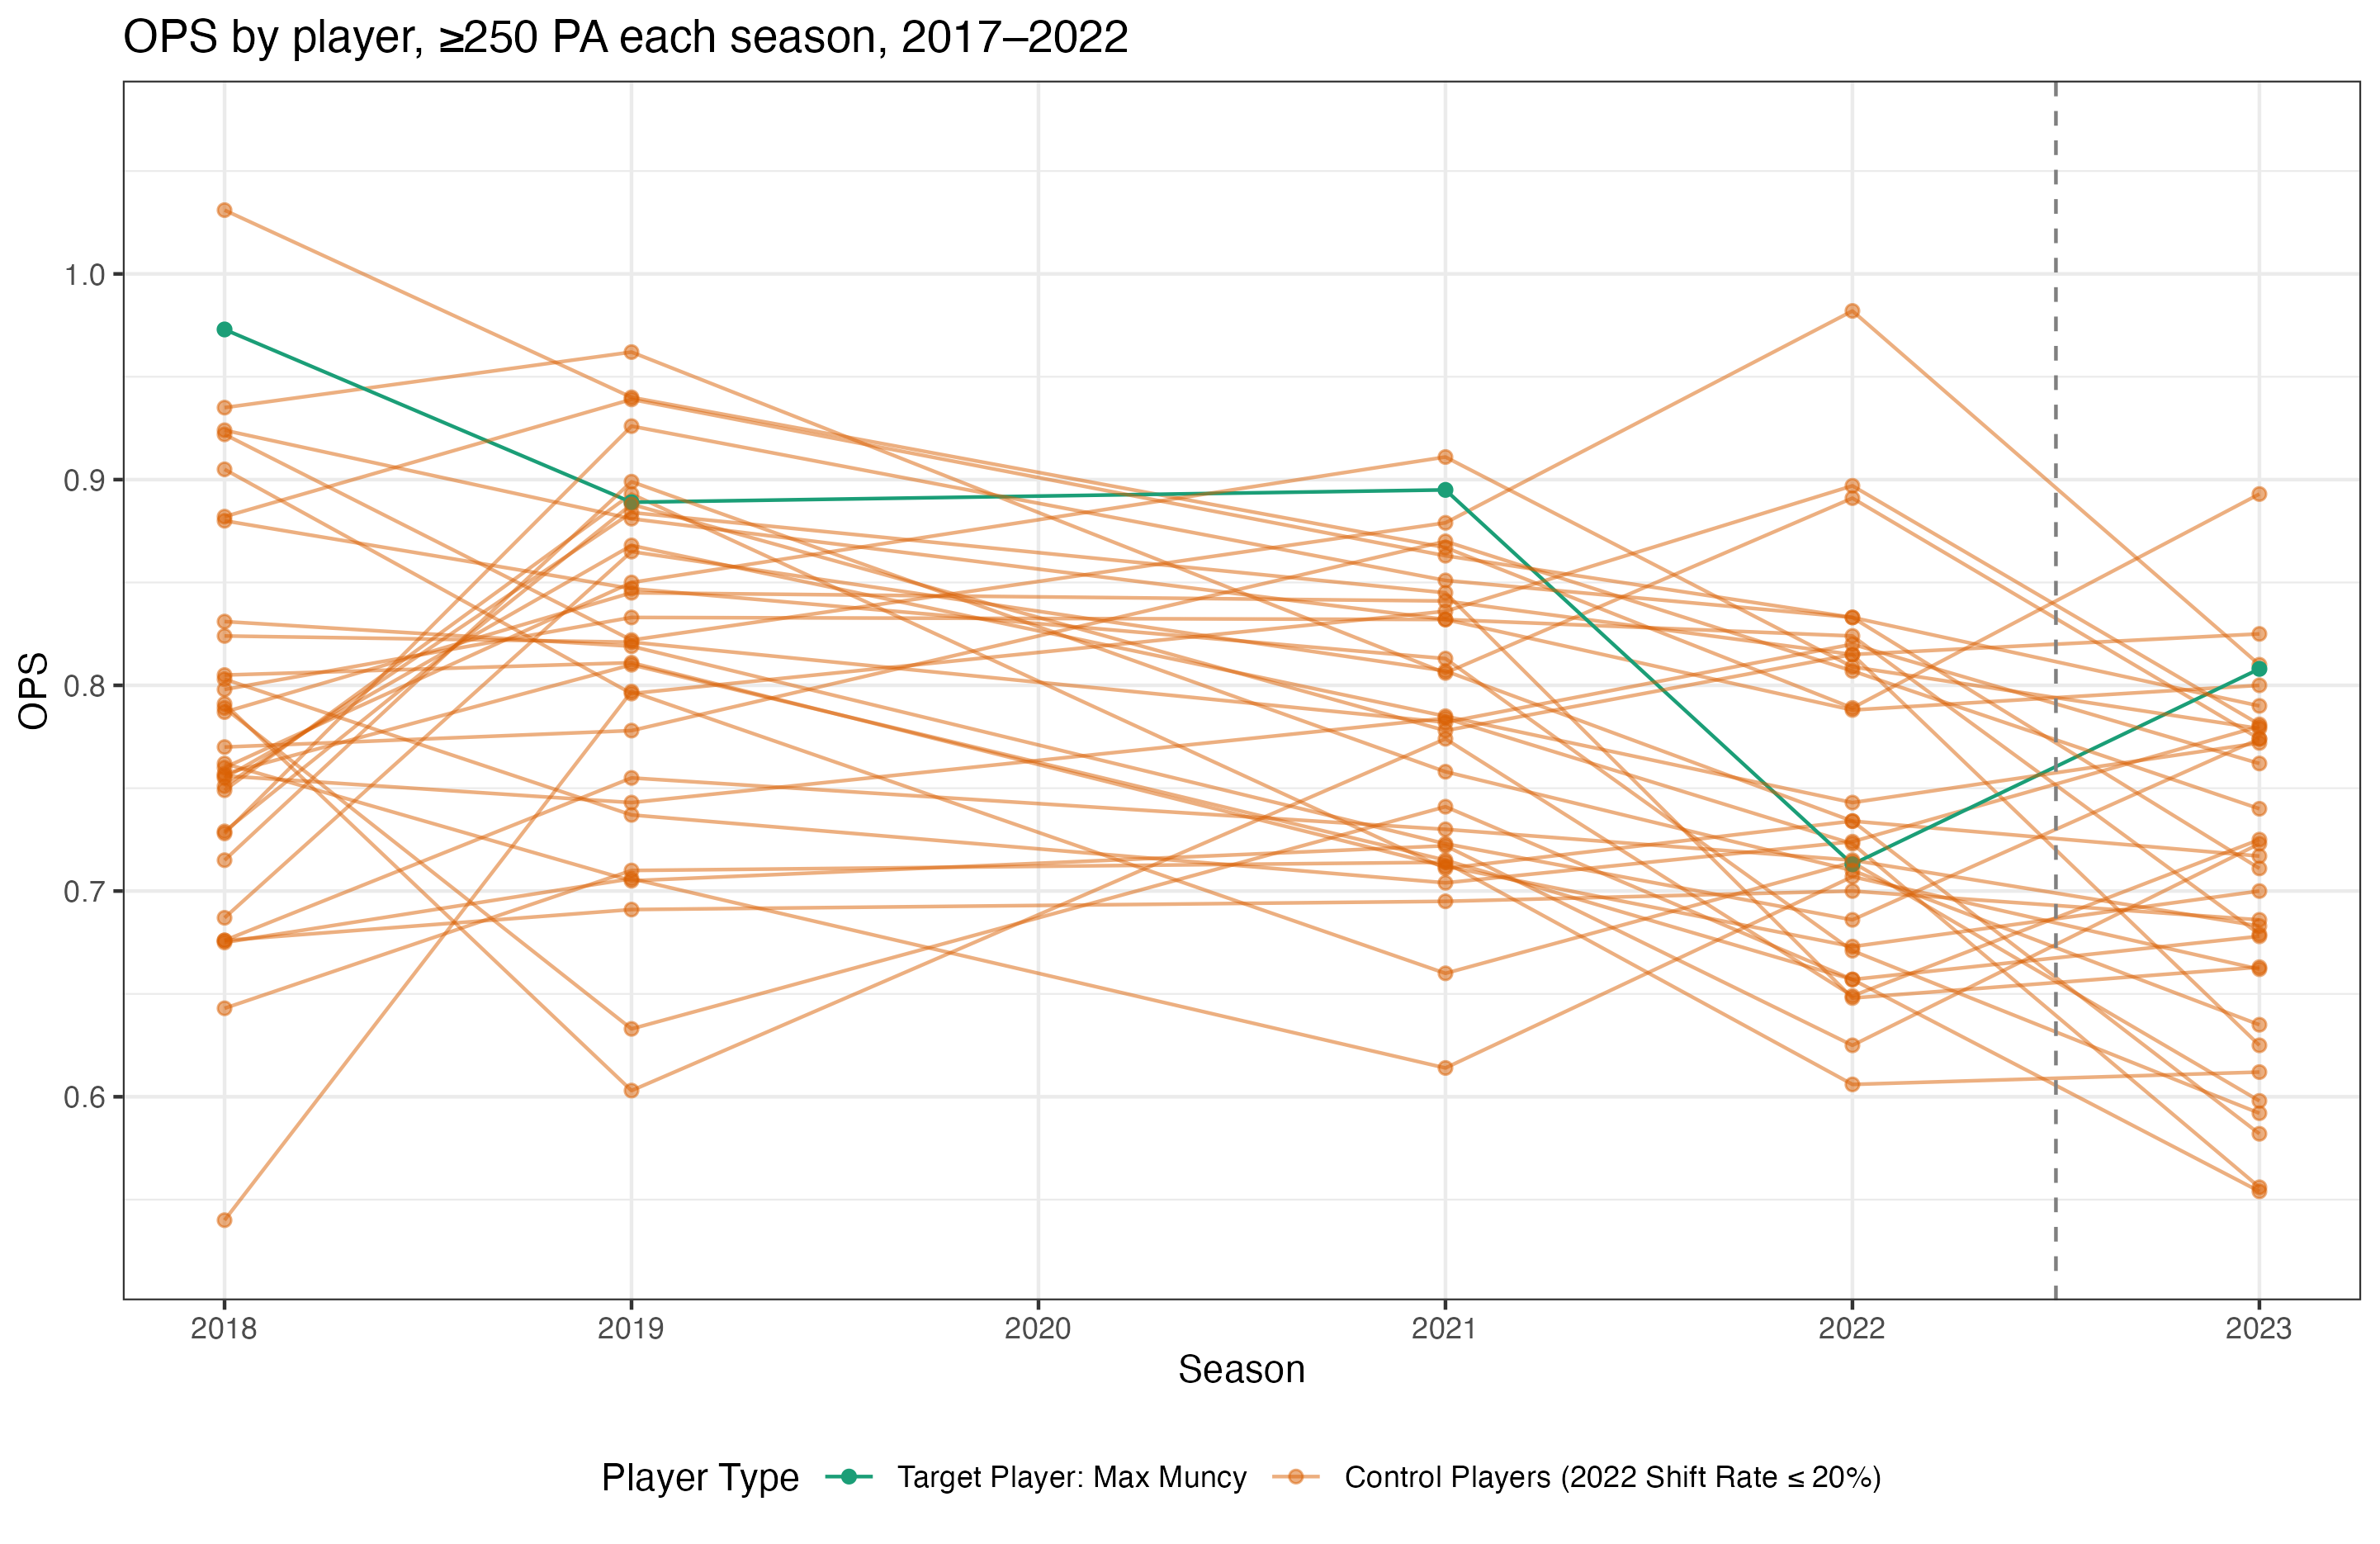 OPS by player, ≥250 PA each season, 2017–2022
OPS
1.0
0.9
0.8
0.7
0.6
2018 2019 2020 2021 2022 2023
Season
Player Type Target Player: Max Muncy Control Players (2022 Shift Rate ≤ 20%)